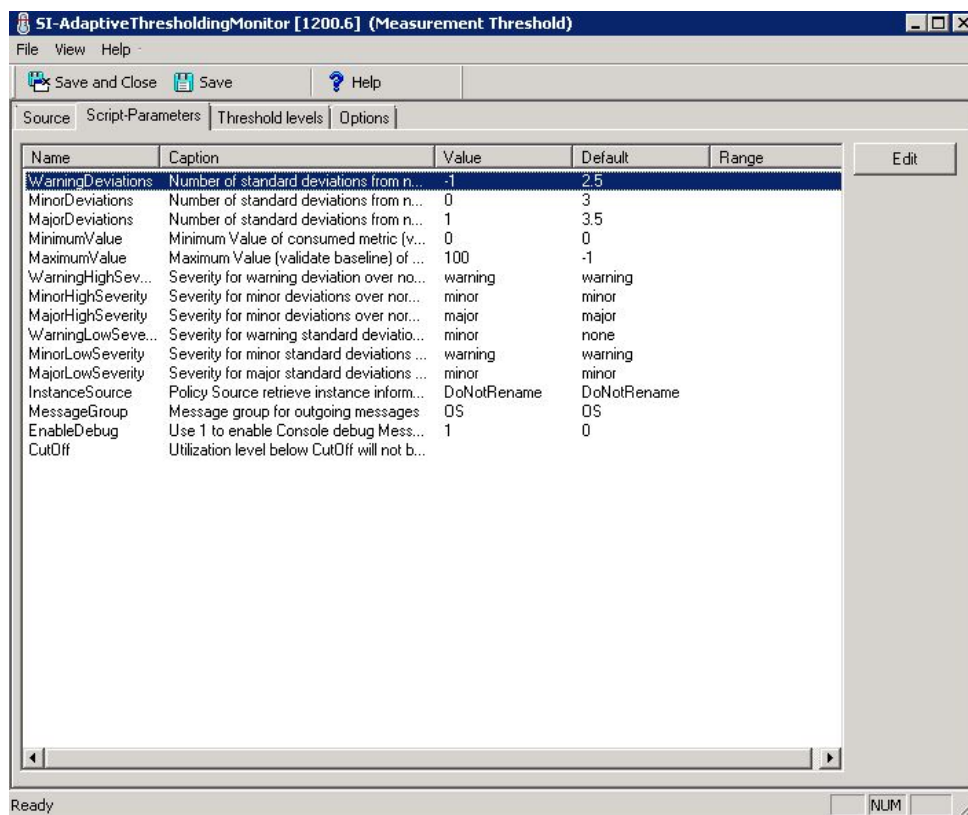 SI-AdaptiveThresholdingMonitor [1200.6] (Measurement Threshold)
File View Help
Save and Close Save Help
Source Script-Parameters Threshold levels Options
Name Caption Value Default Range Edit
WarningDeviations Number of standard deviations from n... -1 2.5
MinorDeviations Number of standard deviations from n... 0 3
MajorDeviations Number of standard deviations from n... 1 3.5
MinimumValue Minimum Value of consumed metric (v... 0 0
MaximumValue Maximum Value (validate baseline) of ... 100 -1
WarningHighSev... Severity for warning deviation over no... warning warning
MinorHighSeverity Severity for minor deviations over nor... minor minor
MajorHighSeverity Severity for minor deviations over nor... major major
WarningLowSeve... Severity for warning standard deviatio... minor none
MinorLowSeverity Severity for minor standard deviations ... warning warning
MajorLowSeverity Severity for major standard deviations ... minor minor
InstanceSource Policy Source retrieve instance inform... DoNotRename DoNotRename
MessageGroup Message group for outgoing messages OS OS
EnableDebug Use 1 to enable Console debug Mess... 1 0
CutOff Utilization level below CutOff will not b...
Ready NUM